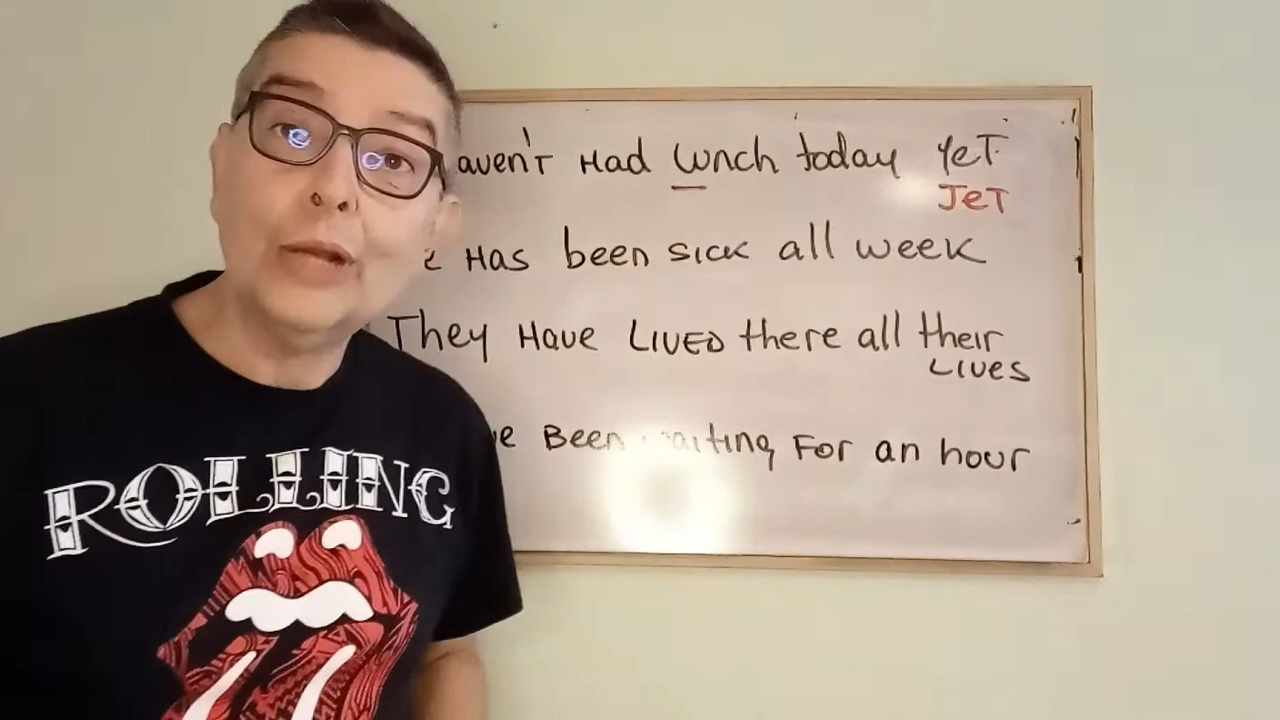 aven't Had Lunch today YeT.
JeT
Has been sick all week
They Have LIVED there all their
LIVES
Been waiting For an hour
ROLLING